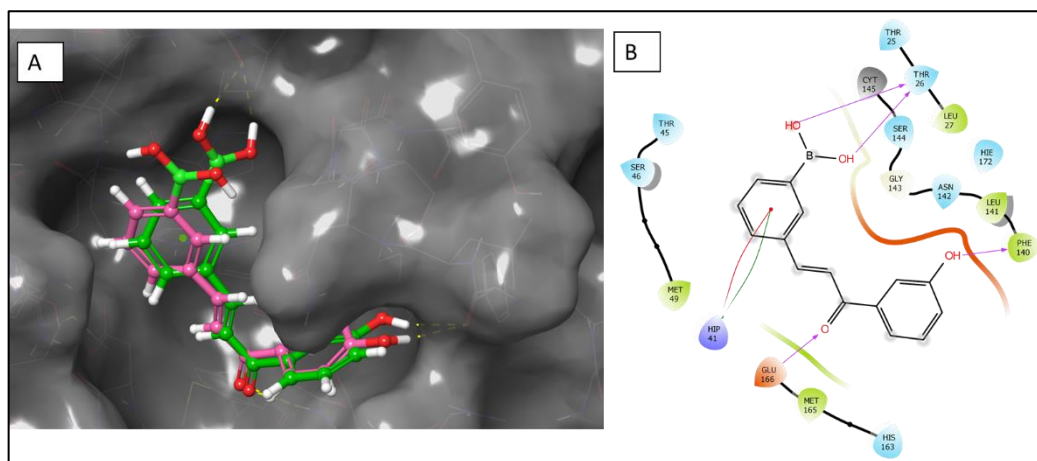 A
B
THR
25
CYT
145
THR
26
LEU
27
THR
45
HO
SER
144
B
OH
SER
46
HIE
172
GLY
143
ASN
142
LEU
141
OH
PHE
140
MET
49
HIP
41
O
GLU
166
MET
165
HIS
163